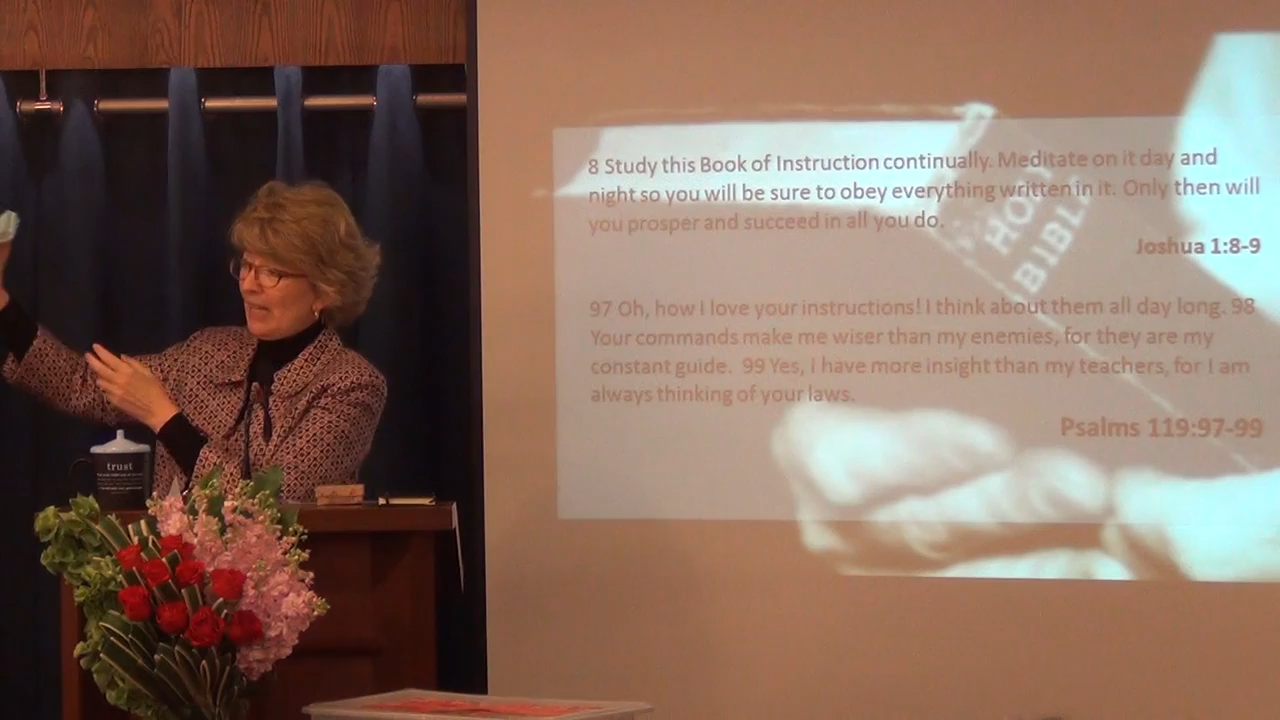 8 Study this Book of Instruction continually. Meditate on it day and
night so you will be sure to obey everything written in it. Only then will
you prosper and succeed in all you do.
Joshua 1:8-9
97 Oh, how I love your instructions! I think about them all day long. 98
Your commands make me wiser than my enemies, for they are my
constant guide. 99 Yes, I have more insight than my teachers, for I am
always thinking of your laws.
Psalms 119:97-99
HOLY
BIBLE
trust